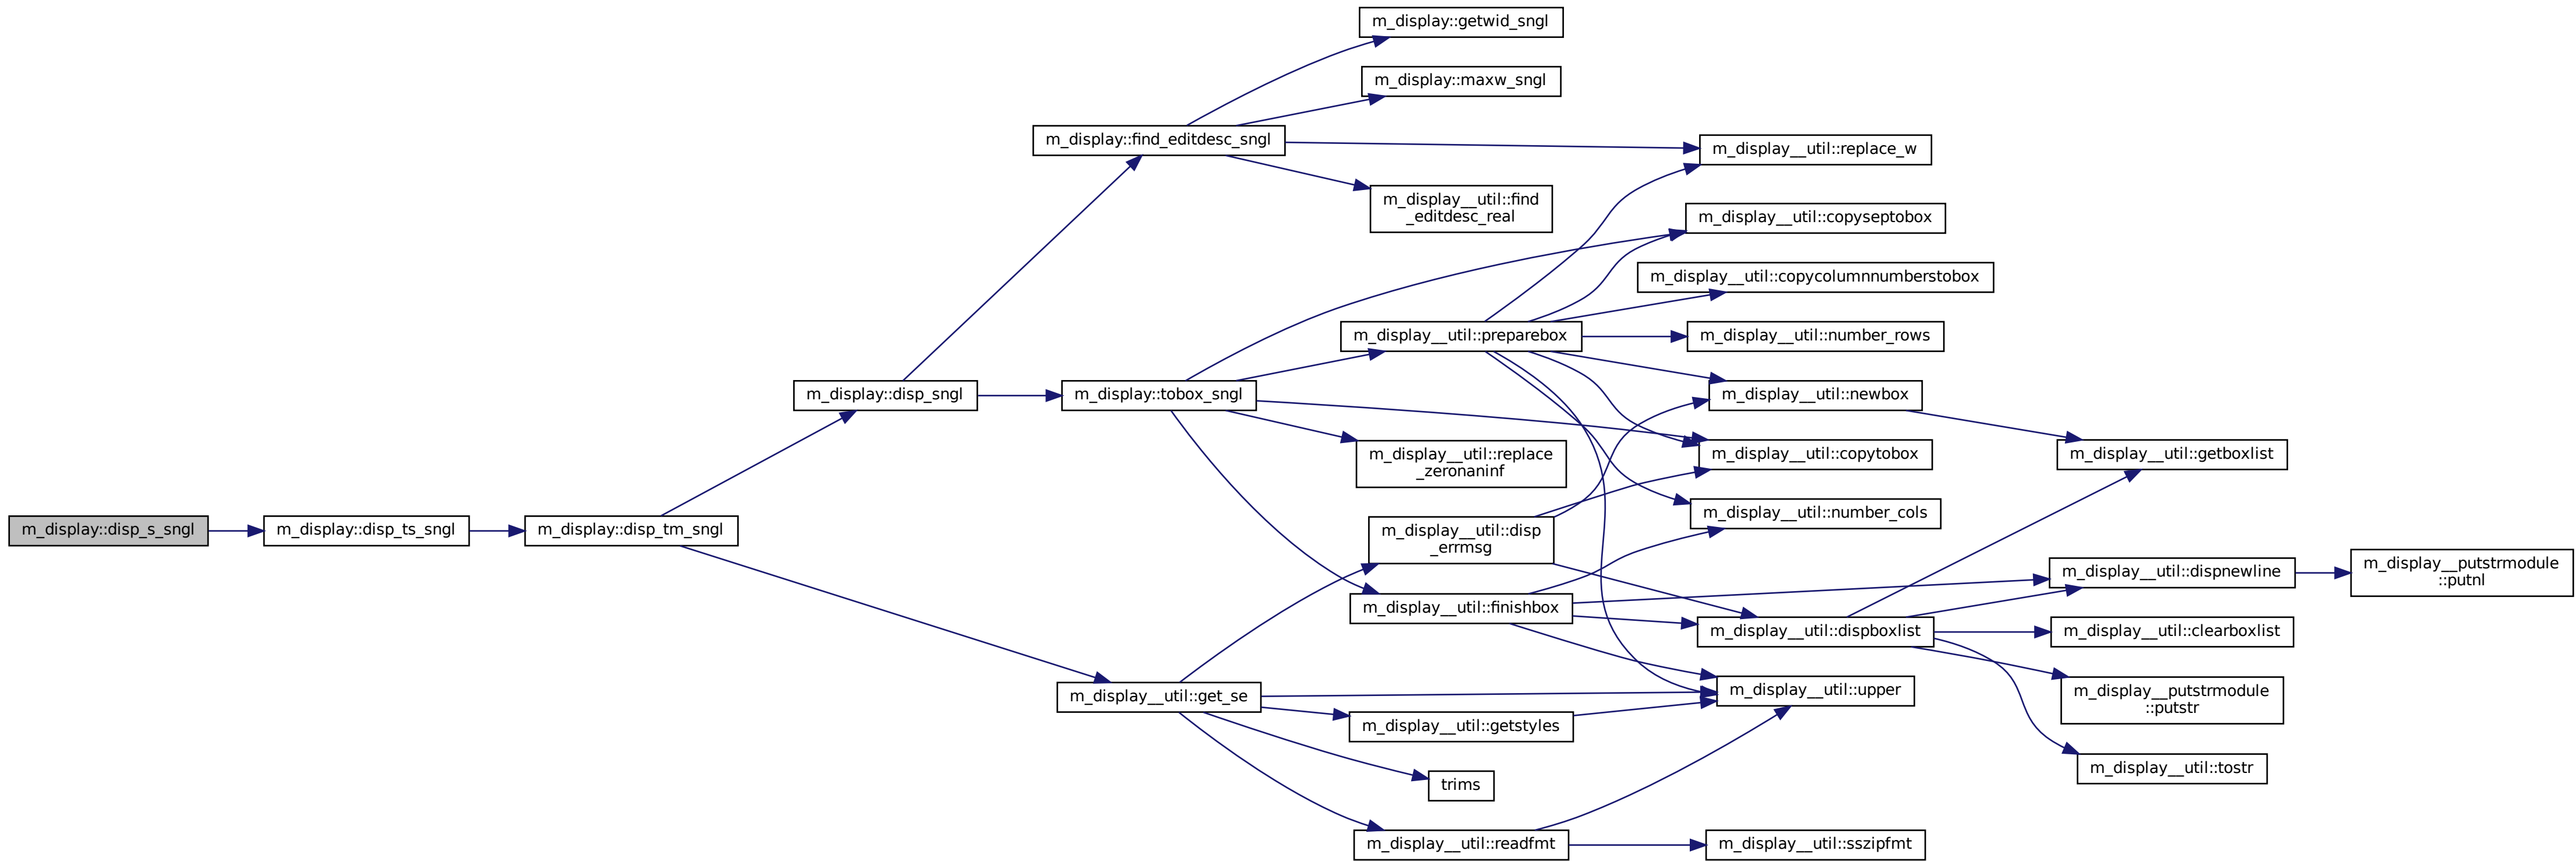 m_display::disp_s_sngl
m_display::disp_ts_sngl
m_display::disp_tm_sngl
m_display::disp_sngl
m_display::find_editdesc_sngl
m_display::getwid_sngl
m_display::maxw_sngl
m_display__util::replace_w
m_display__util::find
_editdesc_real
m_display::tobox_sngl
m_display__util::copyseptobox
m_display__util::preparebox
m_display__util::copycolumnnumberstobox
m_display__util::number_rows
m_display__util::newbox
m_display__util::getboxlist
m_display__util::copytobox
m_display__util::replace
_zeronaninf
m_display__util::number_cols
m_display__util::disp
_errmsg
m_display__util::finishbox
m_display__util::dispnewline
m_display__putstrmodule
::putnl
m_display__util::dispboxlist
m_display__util::clearboxlist
m_display__putstrmodule
::putstr
m_display__util::tostr
m_display__util::get_se
m_display__util::upper
m_display__util::getstyles
trims
m_display__util::readfmt
m_display__util::sszipfmt